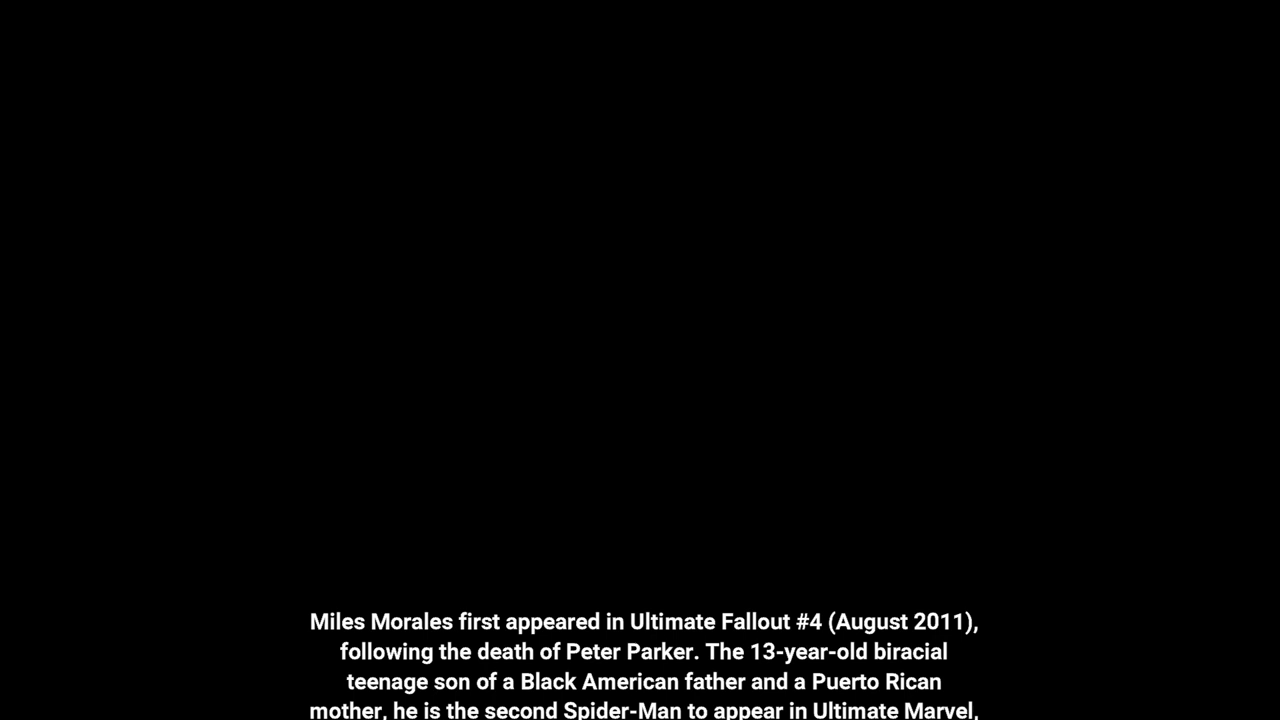 Miles Morales first appeared in Ultimate Fallout #4 (August 2011),
following the death of Peter Parker. The 13-year-old biracial
teenage son of a Black American father and a Puerto Rican
mother, he is the second Spider-Man to appear in Ultimate Marvel,